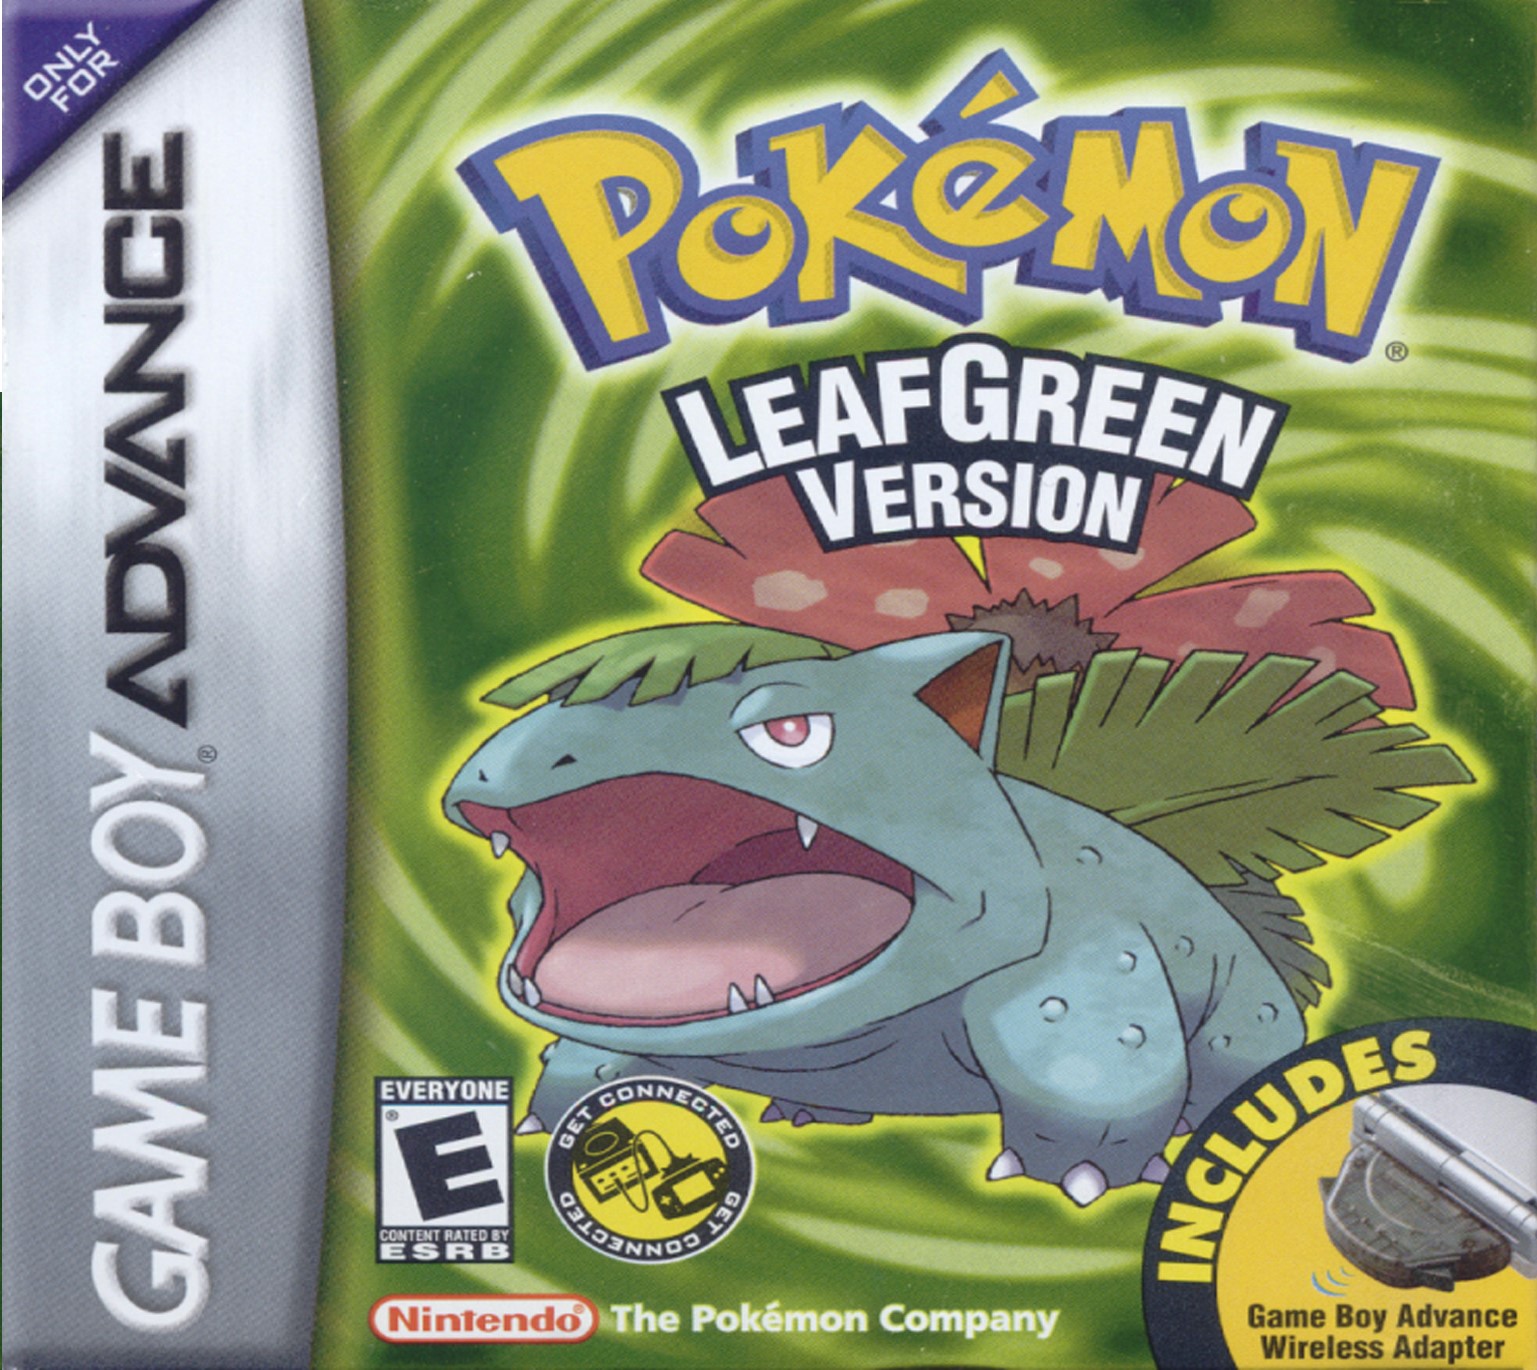 ONLY
FOR
GAME BOY ADVANCE
®
POKéMON
®
LEAFGREEN
VERSION
EVERYONE
®
E
CONTENT RATED BY
ESRB
GET CONNECTED
GET CONNECTED
Nintendo®
The Pokémon Company
INCLUDES
Game Boy Advance
Wireless Adapter